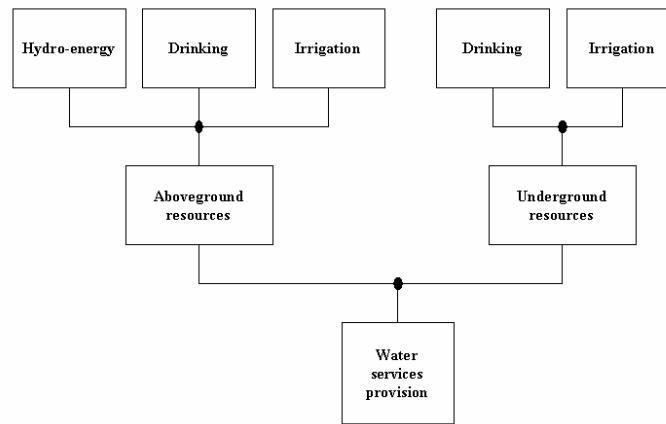 Hydro-energy
Drinking
Irrigation
Drinking
Irrigation
Aboveground
resources
Underground
resources
Water
services
provision